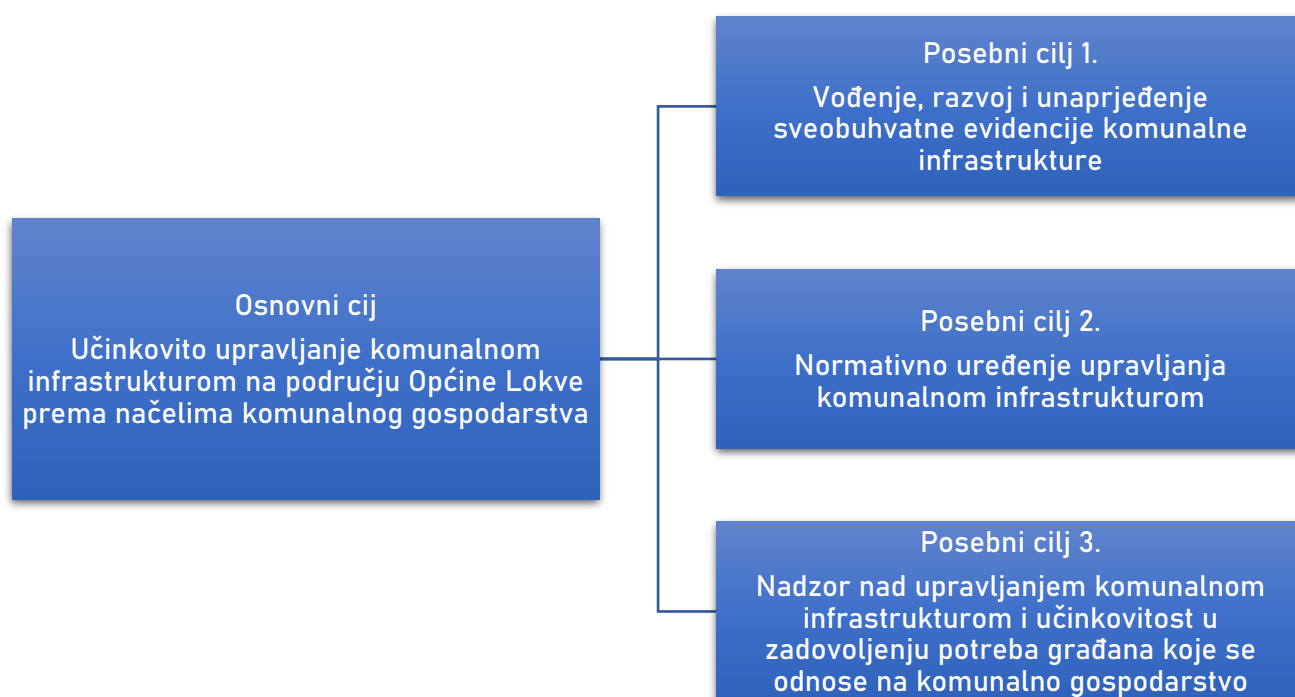 Osnovni cij
Učinkovito upravljanje komunalnom
infrastrukturom na području Općine Lokve
prema načelima komunalnog gospodarstva
Posebni cilj 1.
Vođenje, razvoj i unaprjeđenje
sveobuhvatne evidencije komunalne
infrastrukture
Posebni cilj 2.
Normativno uređenje upravljanja
komunalnom infrastrukturom
Posebni cilj 3.
Nadzor nad upravljanjem komunalnom
infrastrukturom i učinkovitost u
zadovoljenju potreba građana koje se
odnose na komunalno gospodarstvo